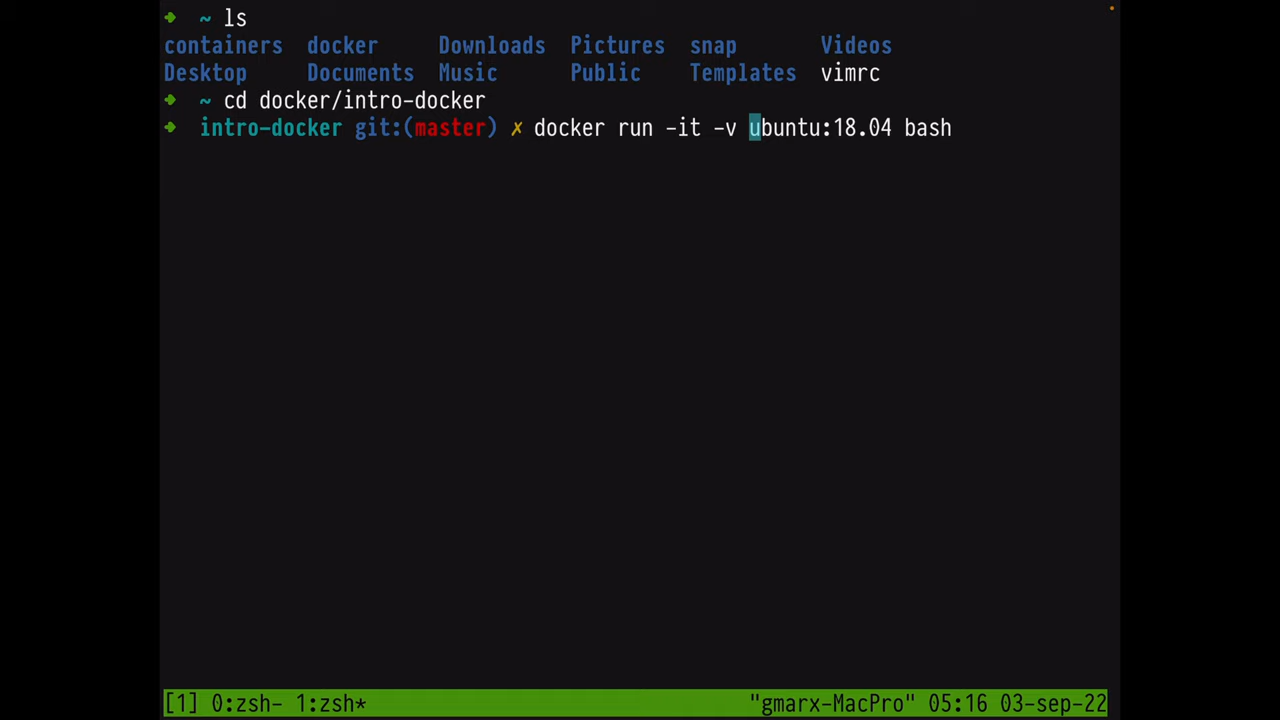 ➜ ~ ls
containers docker Downloads Pictures snap Videos
Desktop Documents Music Public Templates vimrc
➜ ~ cd docker/intro-docker
➜ intro-docker git:(master) ✗ docker run -it -v ubuntu:18.04 bash
[1] 0:zsh- 1:zsh* "gmarx-MacPro" 05:16 03-sep-22